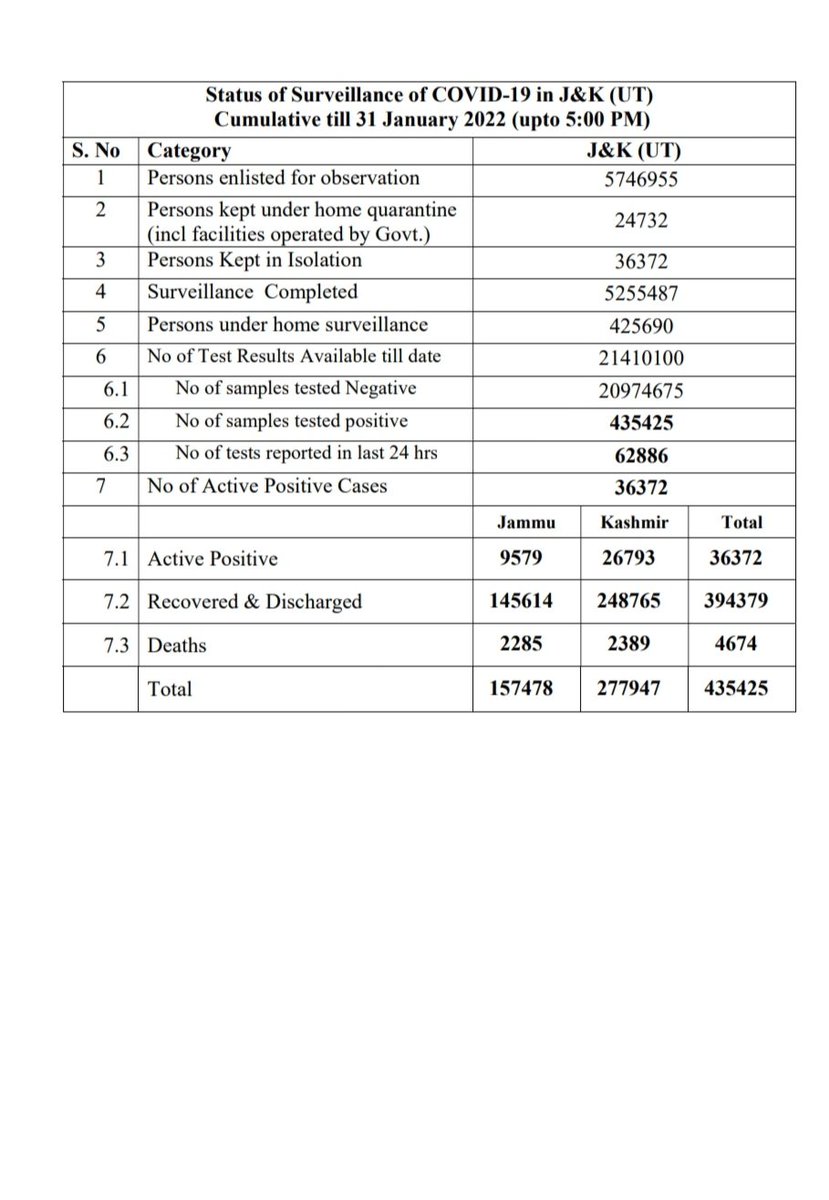 Status of Surveillance of COVID-19 in J&K (UT)
Cumulative till 31 January 2022 (upto 5:00 PM)
S. No Category J&K (UT)
1 Persons enlisted for observation 5746955
2 Persons kept under home quarantine
(incl facilities operated by Govt.) 24732
3 Persons Kept in Isolation 36372
4 Surveillance Completed 5255487
5 Persons under home surveillance 425690
6 No of Test Results Available till date 21410100
6.1 No of samples tested Negative 20974675
6.2 No of samples tested positive 435425
6.3 No of tests reported in last 24 hrs 62886
7 No of Active Positive Cases 36372
Jammu Kashmir Total
7.1 Active Positive 9579 26793 36372
7.2 Recovered & Discharged 145614 248765 394379
7.3 Deaths 2285 2389 4674
Total 157478 277947 435425